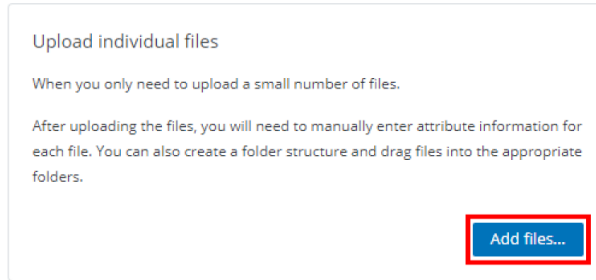 Upload individual files
When you only need to upload a small number of files.
After uploading the files, you will need to manually enter attribute information for
each file. You can also create a folder structure and drag files into the appropriate
folders.
Add files...